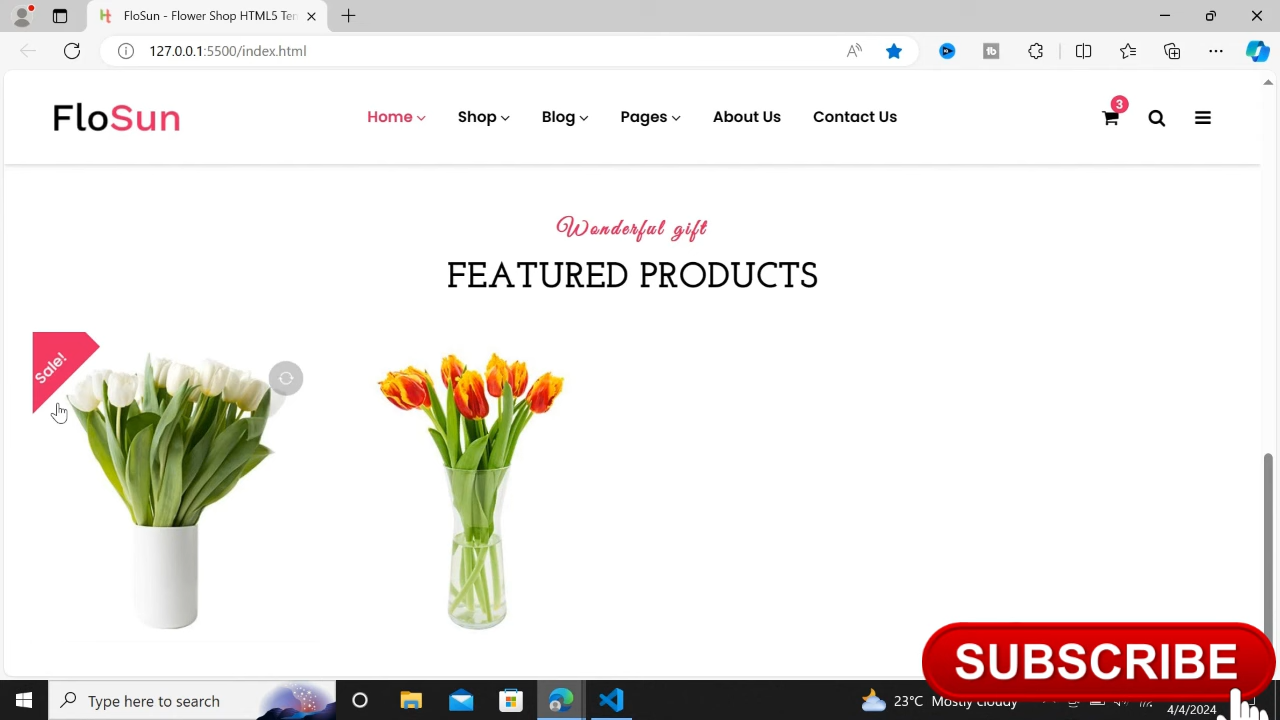 FloSun - Flower Shop HTML5 Tem
127.0.0.1:5500/index.html
FloSun
Home
Shop
Blog
Pages
About Us
Contact Us
3
Wonderful gift
FEATURED PRODUCTS
Sale!
SUBSCRIBE
Type here to search
23°C Mostly cloudy
4/4/2024